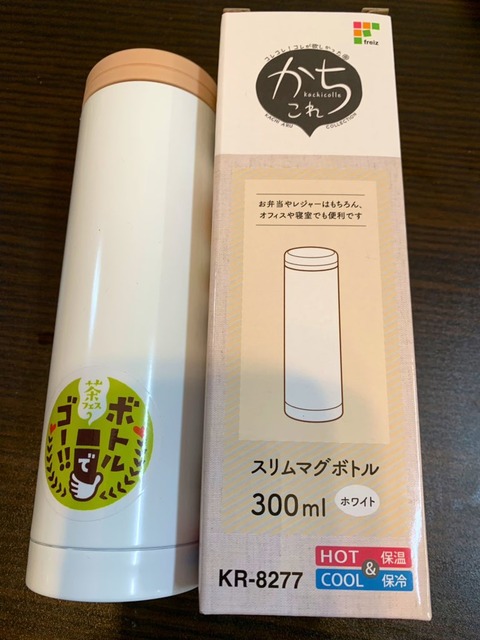 freiz
コレコレ!コレが欲しかった
かち
kachicolle
これ
KACHI ARU COLLECTION
お弁当やレジャーはもちろん、
オフィスや寝室でも便利です
スリムマグボトル
300ml ホワイト
KR-8277
HOT 保温
&
COOL 保冷
茶
フェス
ボトル
で
ゴー!!